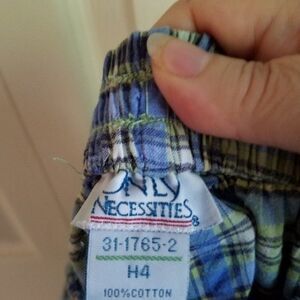 ONLY
NECESSITIES®
31-1765-2
H4
100% COTTON